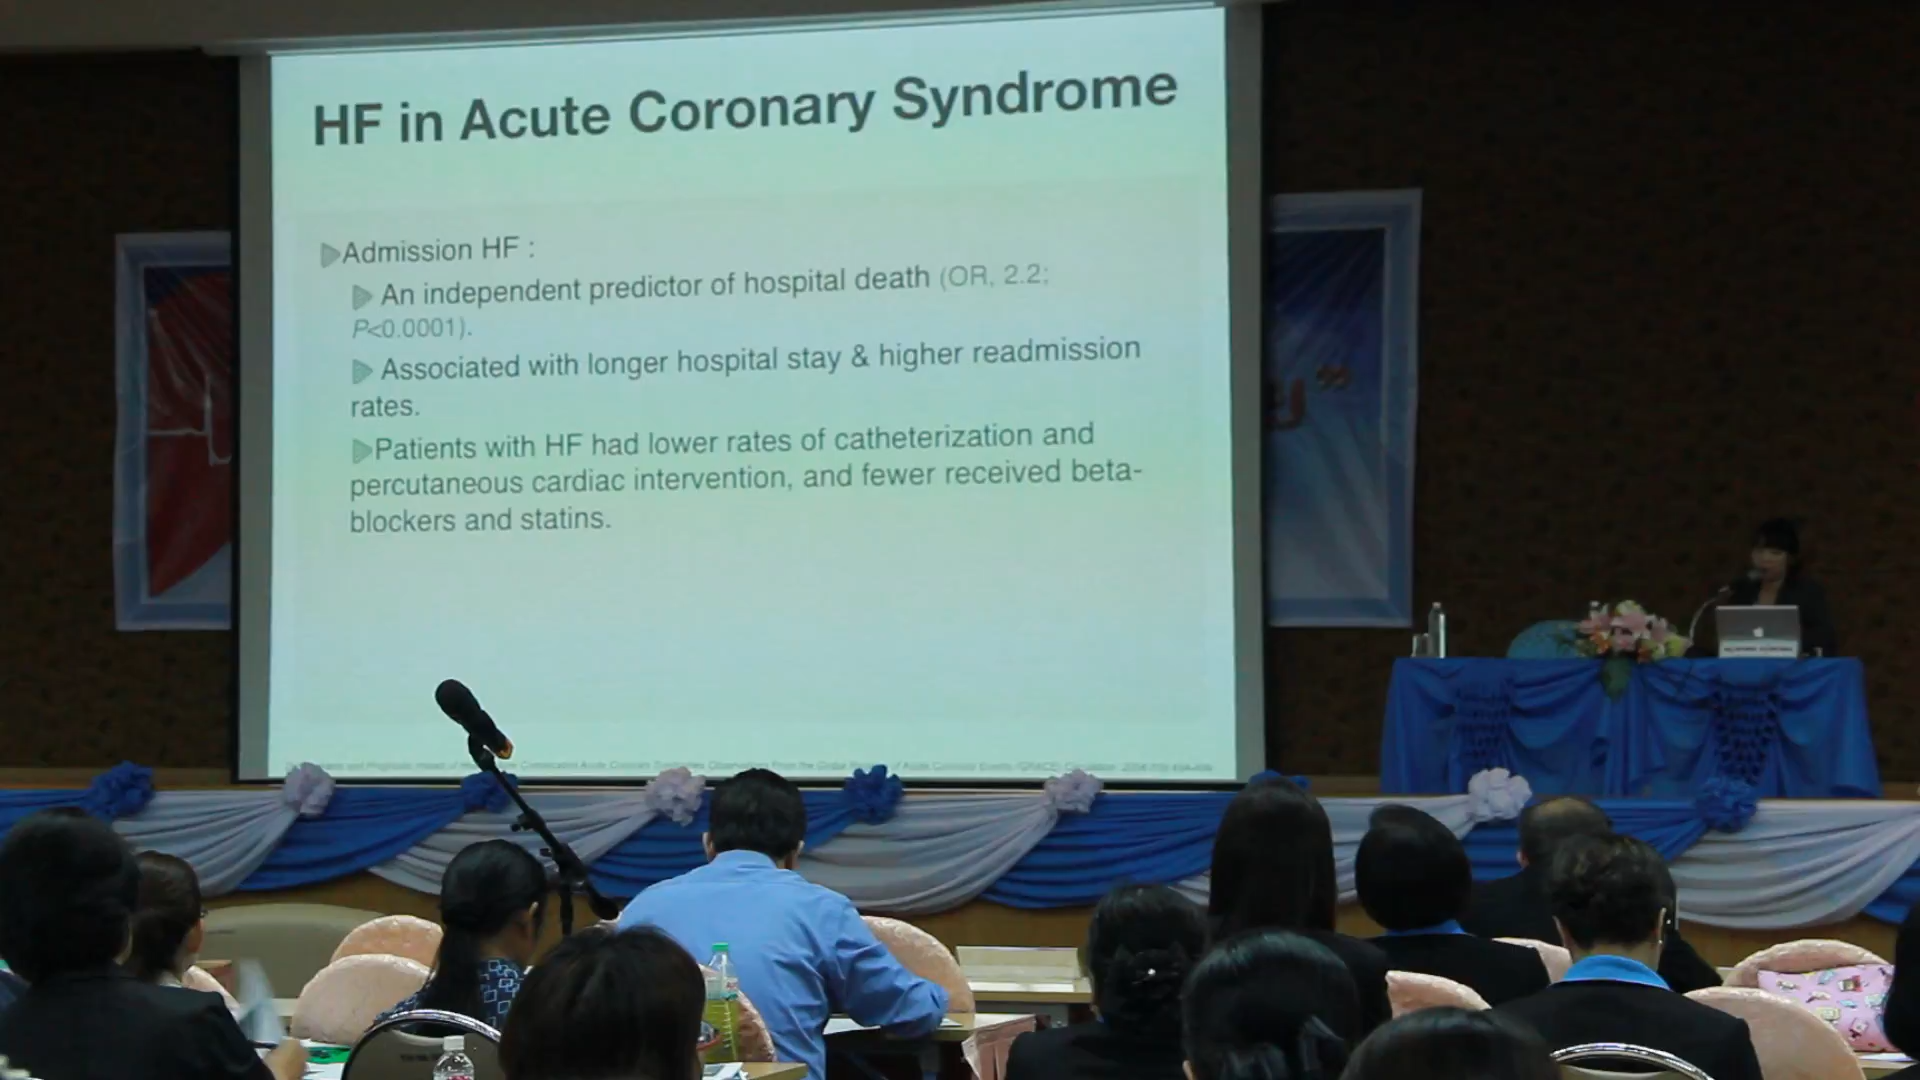 HF in Acute Coronary Syndrome
Admission HF :
An independent predictor of hospital death (OR, 2.2;
P<0.0001).
Associated with longer hospital stay & higher readmission
rates.
Patients with HF had lower rates of catheterization and
percutaneous cardiac intervention, and fewer received beta-
blockers and statins.